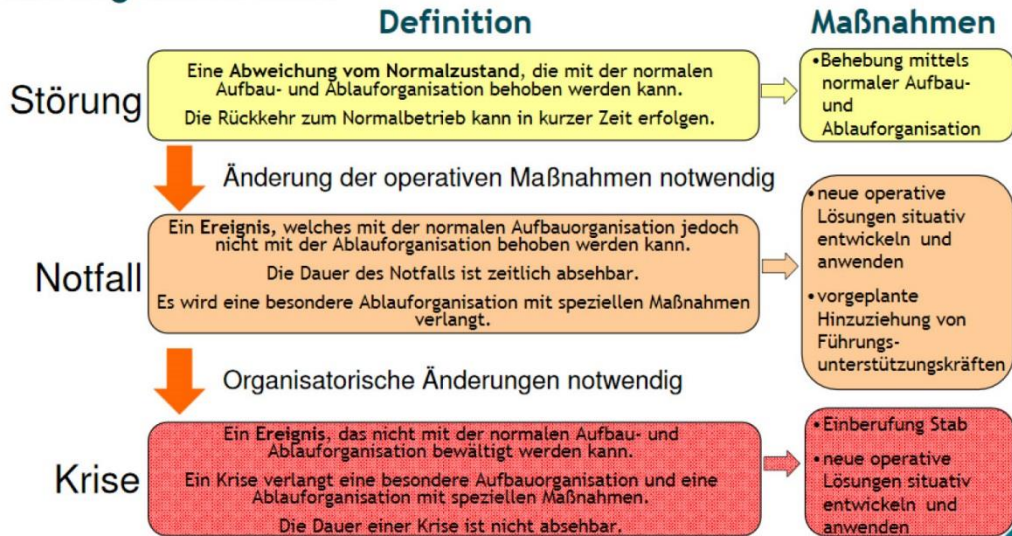 Definition
Maßnahmen
Störung
Eine Abweichung vom Normalzustand, die mit der normalen
Aufbau- und Ablauforganisation behoben werden kann.
Die Rückkehr zum Normalbetrieb kann in kurzer Zeit erfolgen.
•Behebung mittels
normaler Aufbau-
und
Ablauforganisation
Änderung der operativen Maßnahmen notwendig
Notfall
Ein Ereignis, welches mit der normalen Aufbauorganisation jedoch
nicht mit der Ablauforganisation behoben werden kann.
Die Dauer des Notfalls ist zeitlich absehbar.
Es wird eine besondere Ablauforganisation mit speziellen Maßnahmen
verlangt.
•neue operative
Lösungen situativ
entwickeln und
anwenden
•vorgeplante
Hinzuziehung von
Führungs-
unterstützungskräften
Organisatorische Änderungen notwendig
Krise
Ein Ereignis, das nicht mit der normalen Aufbau- und
Ablauforganisation bewältigt werden kann.
Ein Krise verlangt eine besondere Aufbauorganisation und eine
Ablauforganisation mit speziellen Maßnahmen.
Die Dauer einer Krise ist nicht absehbar.
•Einberufung Stab
•neue operative
Lösungen situativ
entwickeln und
anwenden